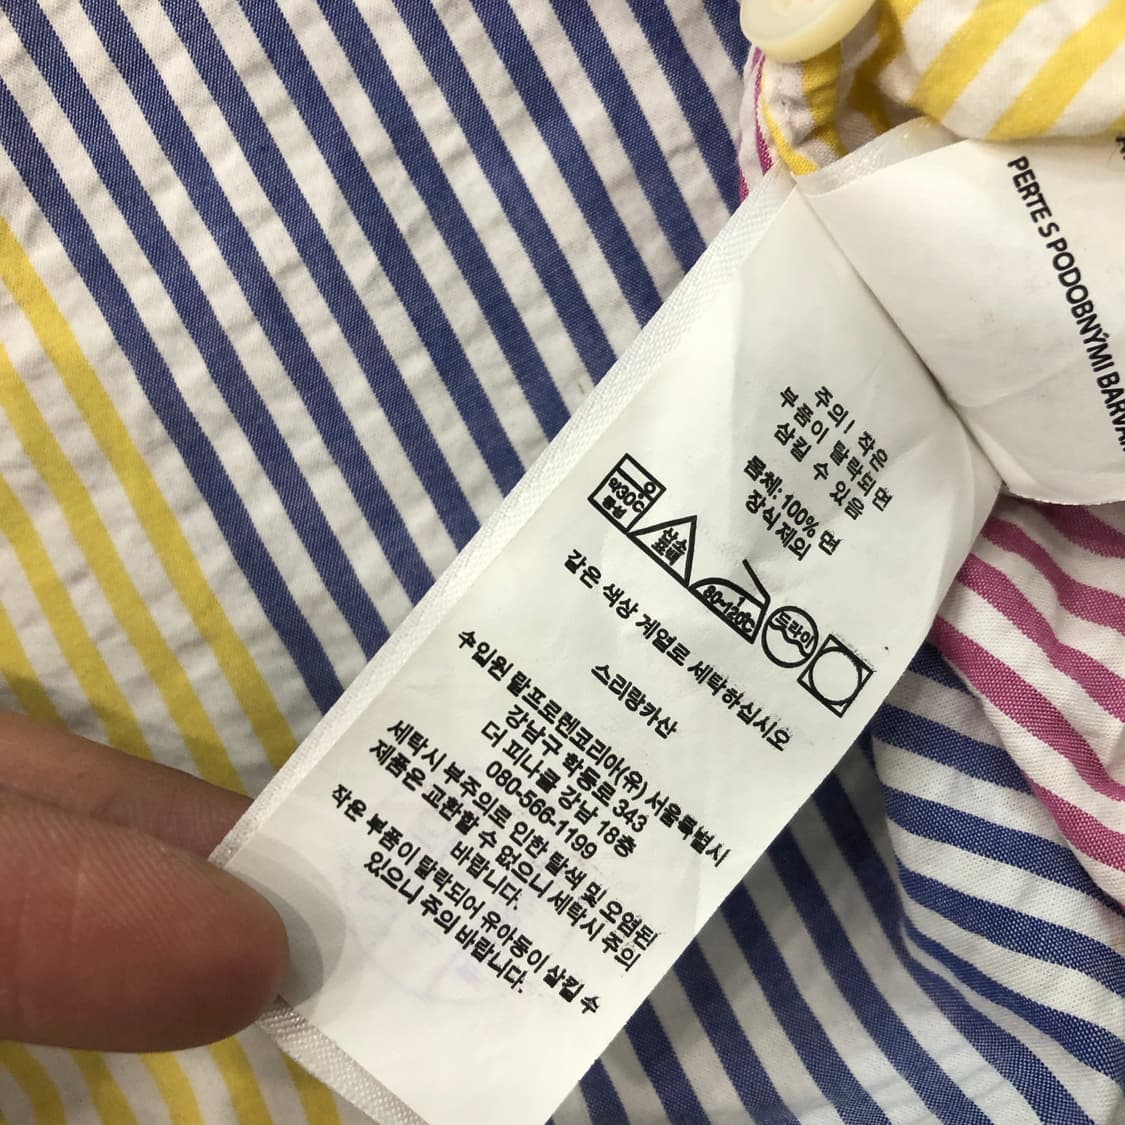 주의! 작은
부품이 탈락되면
삼킬 수 있음
몸체: 100% 면
장식제외
약30℃
중성
산소
표백
80~120℃
드라이
같은 색상 계열로 세탁하십시오
스리랑카산
수입원 랄프로렌코리아(유) 서울특별시
강남구 학동로 343
더 피나클 강남 18층
080-566-1199
세탁시 부주의로 인한 탈색 및 오염된
제품은 교환할 수 없으니 세탁시 주의
바랍니다.
작은 부품이 탈락되어 유아동이 삼킬 수
있으니 주의 바랍니다.
PERTE S PODOBNÝMI